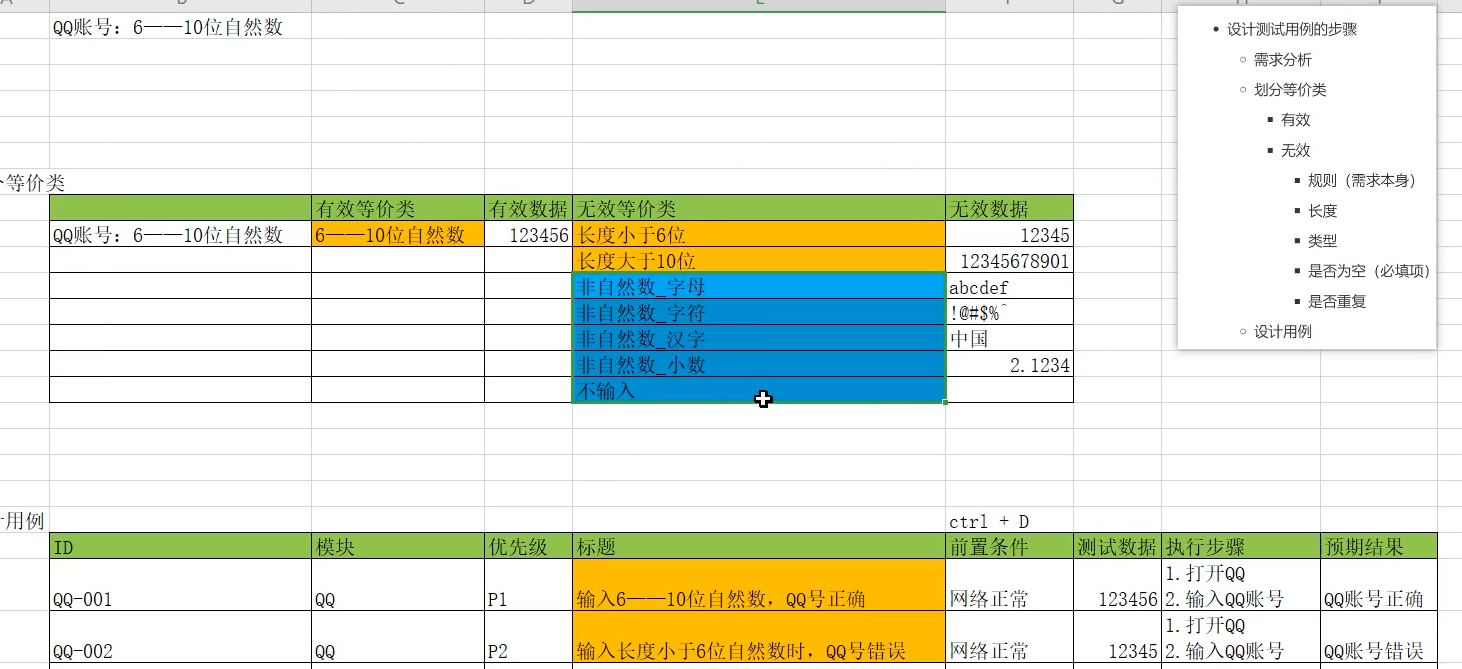 QQ账号：6——10位自然数
等价类
有效等价类 有效数据 无效等价类 无效数据
QQ账号：6——10位自然数 6——10位自然数 123456 长度小于6位 12345
长度大于10位 12345678901
非自然数_字母 abcdef
非自然数_字符 !@#$%^
非自然数_汉字 中国
非自然数_小数 2.1234
不输入
用例
ctrl + D
ID 模块 优先级 标题 前置条件 测试数据 执行步骤 预期结果
QQ-001 QQ P1 输入6——10位自然数，QQ号正确 网络正常 123456 1.打开QQ
2.输入QQ账号 QQ账号正确
QQ-002 QQ P2 输入长度小于6位自然数时，QQ号错误 网络正常 12345 1.打开QQ
2.输入QQ账号 QQ账号错误
设计测试用例的步骤
需求分析
划分等价类
有效
无效
规则（需求本身）
长度
类型
是否为空（必填项）
是否重复
设计用例